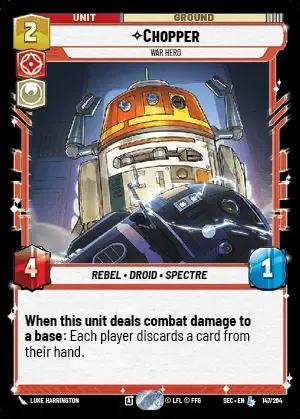 UNIT GROUND
2
✧CHOPPER
WAR HERO
4
1
REBEL • DROID • SPECTRE
When this unit deals combat damage to
a base: Each player discards a card from
their hand.
LUKE HARRINGTON © LFL © FFG SEC • EN 147/264